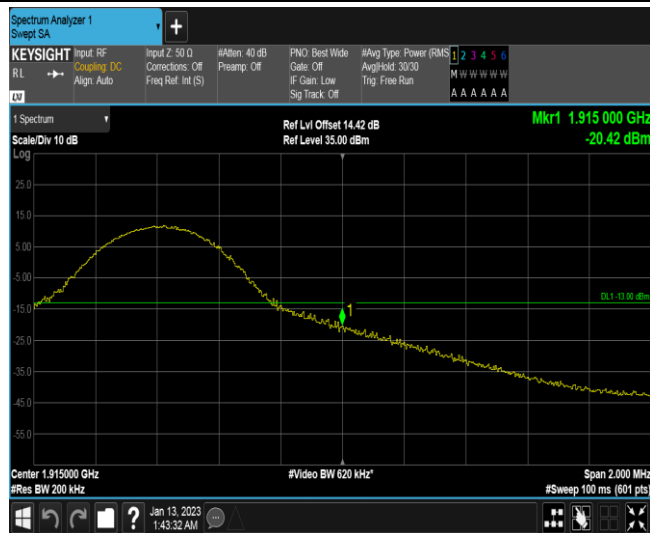 Spectrum Analyzer 1
Swept SA
+
KEYSIGHT
RL
Input: RF
Coupling: DC
Align: Auto
Input Z: 50 Ω
Corrections: Off
Freq Ref: Int (S)
#Atten: 40 dB
Preamp: Off
PNO: Best Wide
Gate: Off
IF Gain: Low
Sig Track: Off
#Avg Type: Power (RMS
Avg|Hold: 30/30
Trig: Free Run
1 2 3 4 5 6
M W W W W W
A A A A A A
1 Spectrum
Scale/Div 10 dB
Ref Lvl Offset 14.42 dB
Ref Level 35.00 dBm
Mkr1 1.915 000 GHz
-20.42 dBm
Log
25.0
15.0
5.00
-5.00
DL1 -13.00 dBm
1
-15.0
-25.0
-35.0
-45.0
-55.0
Center 1.915000 GHz
#Video BW 620 kHz*
Span 2.000 MHz
#Res BW 200 kHz
#Sweep 100 ms (601 pts)
?
Jan 13, 2023
1:43:32 AM